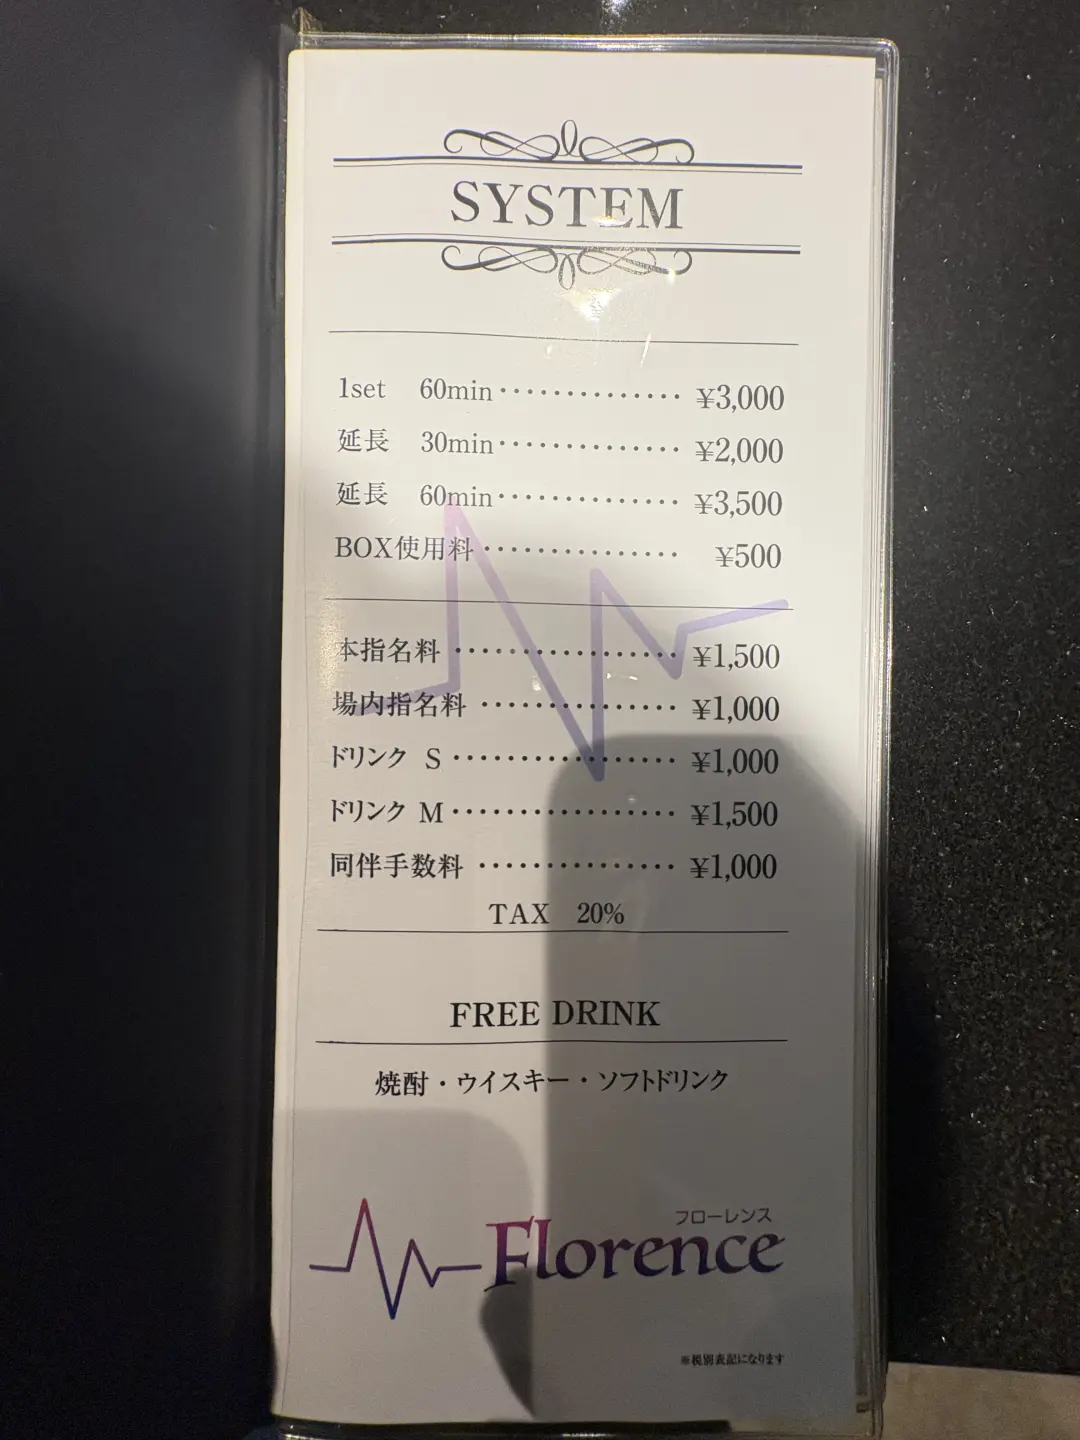 SYSTEM
1set 60min ・・・・・・・・・・・・・・ ¥3,000
延長 30min ・・・・・・・・・・・・・・ ¥2,000
延長 60min ・・・・・・・・・・・・・・ ¥3,500
BOX使用料 ・・・・・・・・・・・・・・・ ¥500
本指名料 ・・・・・・・・・・・・・・・・・ ¥1,500
場内指名料 ・・・・・・・・・・・・・・・ ¥1,000
ドリンク S ・・・・・・・・・・・・・・・・・ ¥1,000
ドリンク M ・・・・・・・・・・・・・・・・・ ¥1,500
同伴手数料 ・・・・・・・・・・・・・・・ ¥1,000
TAX 20%
FREE DRINK
焼酎・ウイスキー・ソフトドリンク
フローレンス
Florence
※税別表記になります